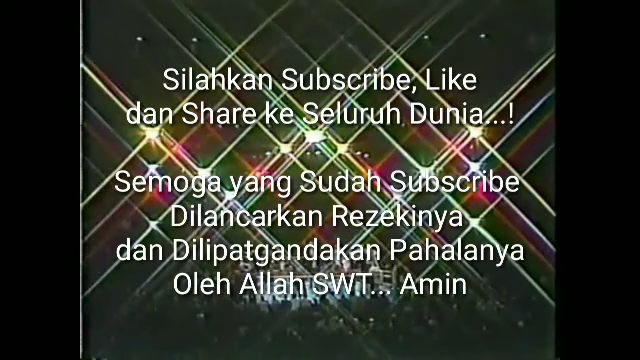 Silahkan Subscribe, Like
dan Share ke Seluruh Dunia...!
Semoga yang Sudah Subscribe
Dilancarkan Rezekinya
dan Dilipatgandakan Pahalanya
Oleh Allah SWT... Amin